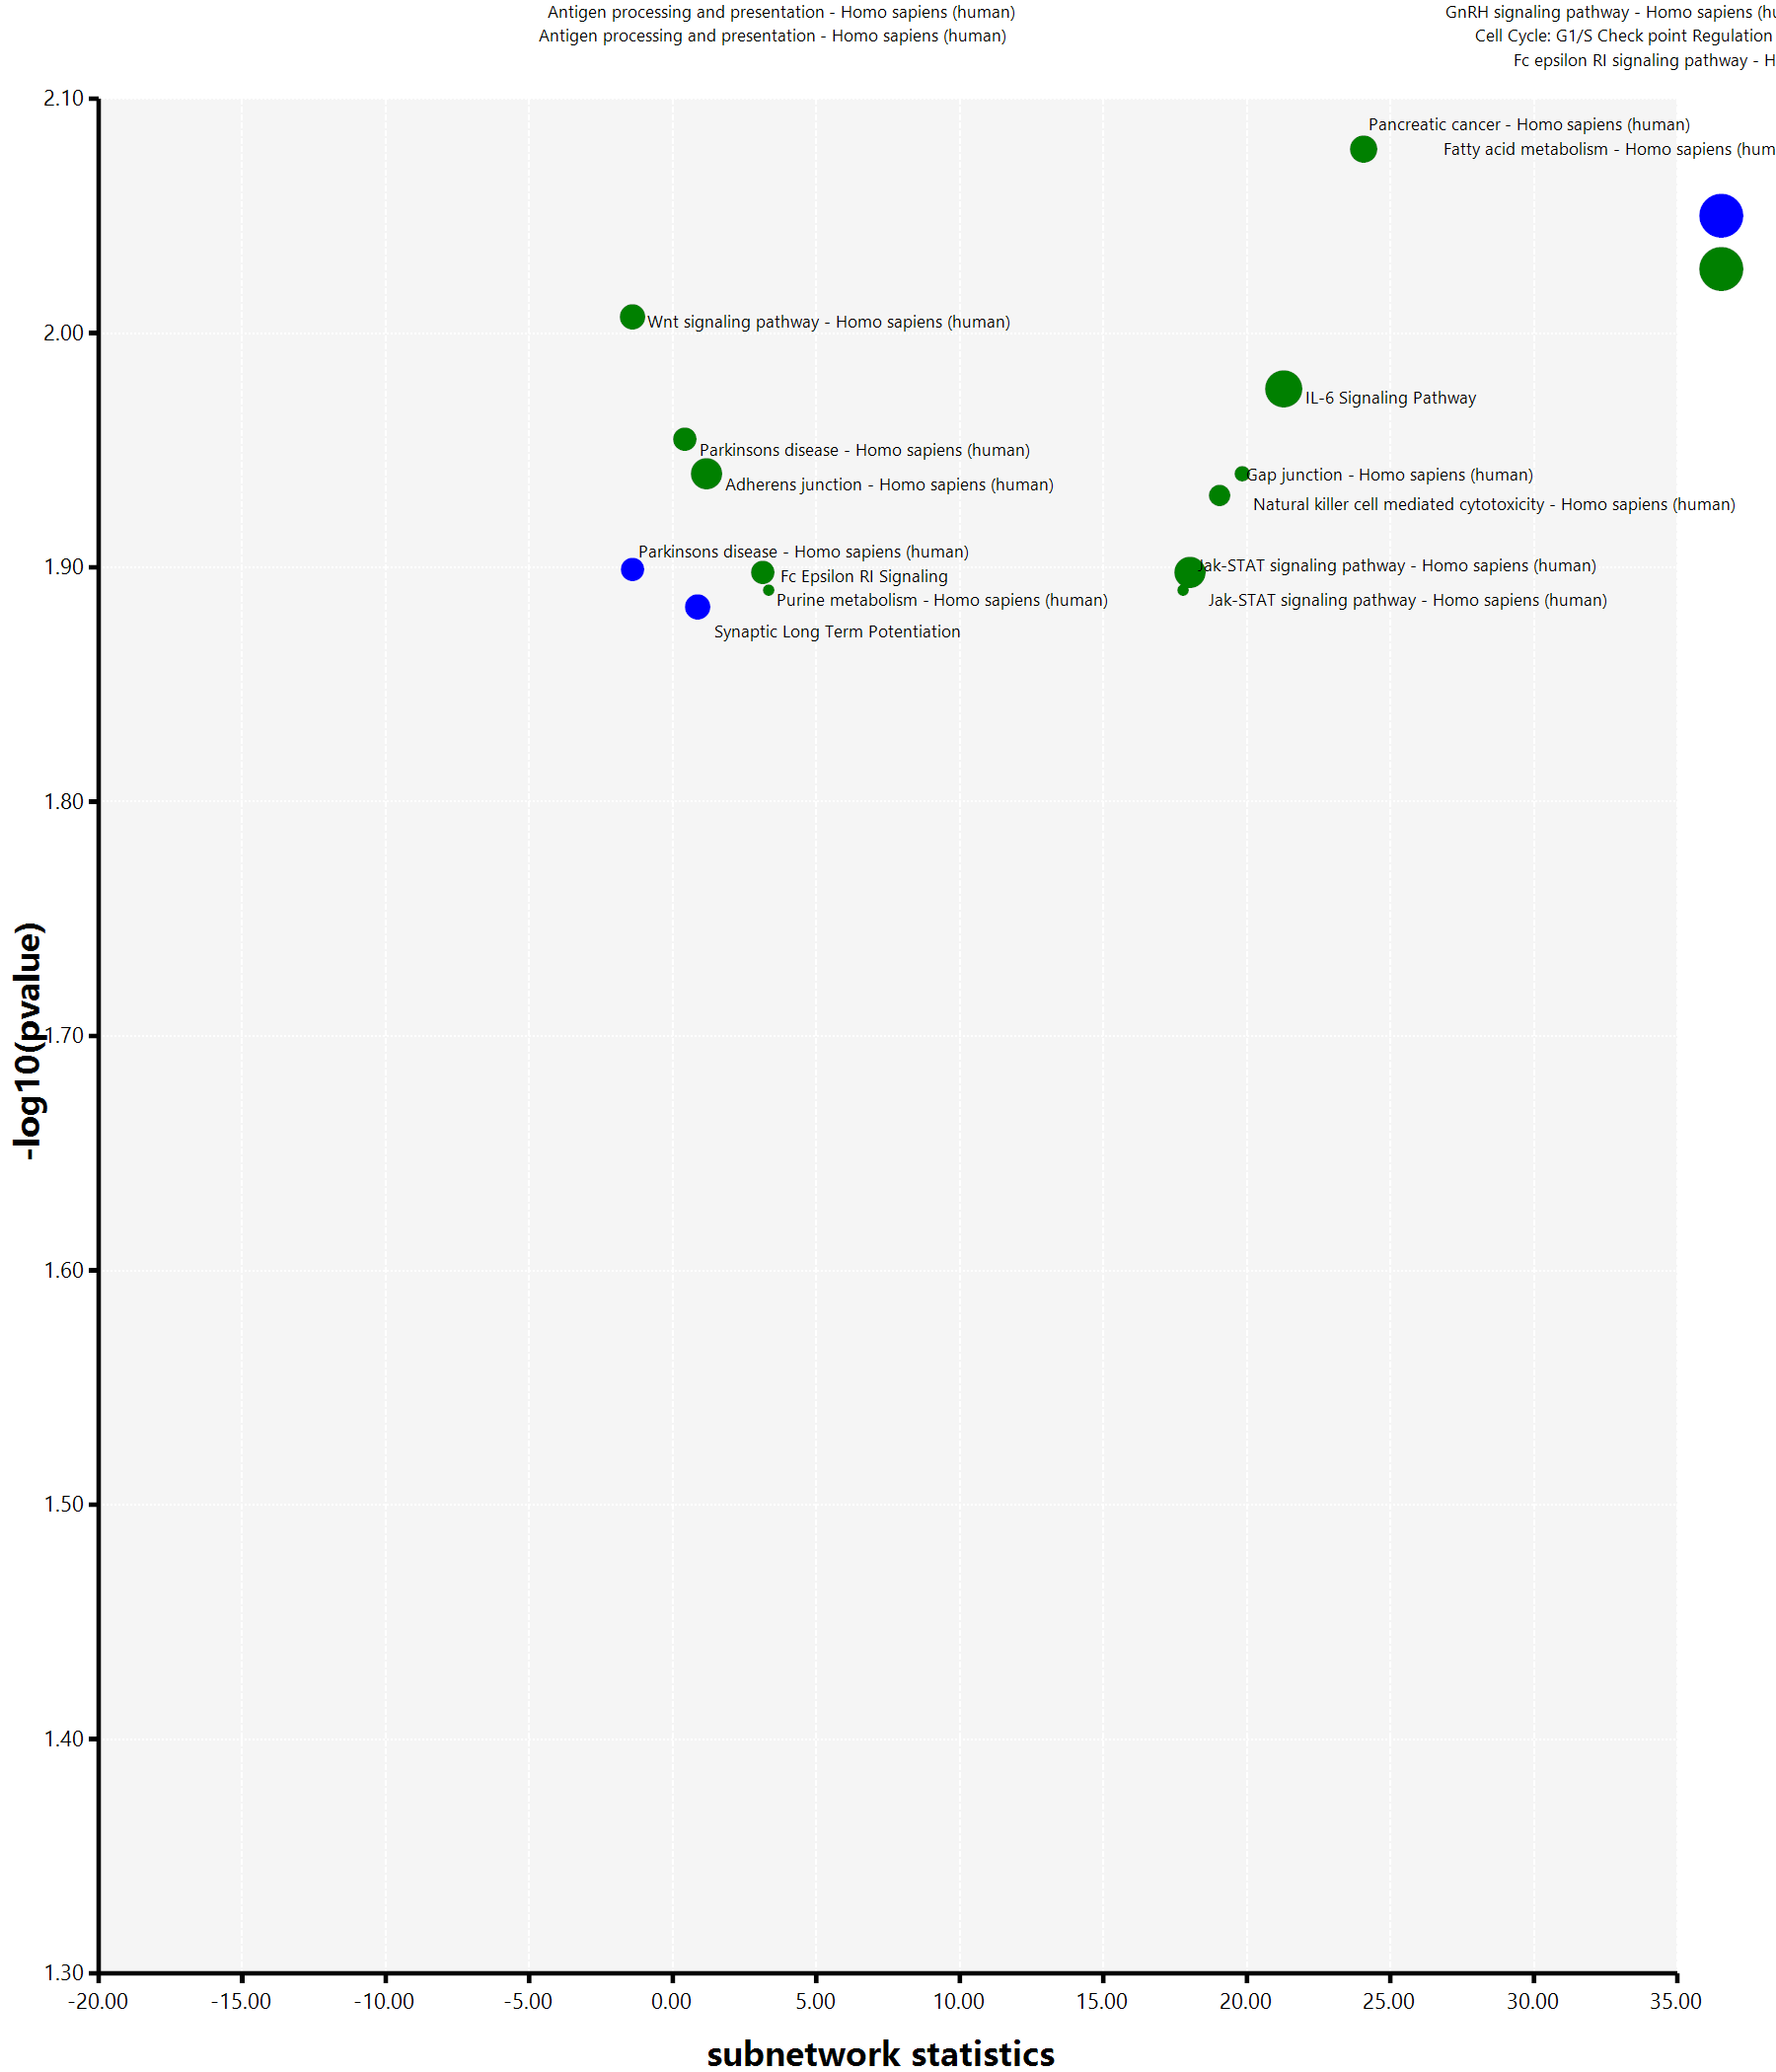 Antigen processing and presentation - Homo sapiens (human)
GnRH signaling pathway - Homo sapiens (hu
Antigen processing and presentation - Homo sapiens (human)
Cell Cycle: G1/S Check point Regulation
Fc epsilon RI signaling pathway - H
2.10
Pancreatic cancer - Homo sapiens (human)
Fatty acid metabolism - Homo sapiens (hum
Wnt signaling pathway - Homo sapiens (human)
2.00
IL-6 Signaling Pathway
Parkinsons disease - Homo sapiens (human)
Gap junction - Homo sapiens (human)
Adherens junction - Homo sapiens (human)
Natural killer cell mediated cytotoxicity - Homo sapiens (human)
Parkinsons disease - Homo sapiens (human)
1.90
Jak-STAT signaling pathway - Homo sapiens (human)
Fc Epsilon RI Signaling
Purine metabolism - Homo sapiens (human)
Jak-STAT signaling pathway - Homo sapiens (human)
Synaptic Long Term Potentiation
1.80
1.70
-log10(pvalue)
1.60
1.50
1.40
1.30
-20.00 -15.00 -10.00 -5.00 0.00 5.00 10.00 15.00 20.00 25.00 30.00 35.00
subnetwork statistics